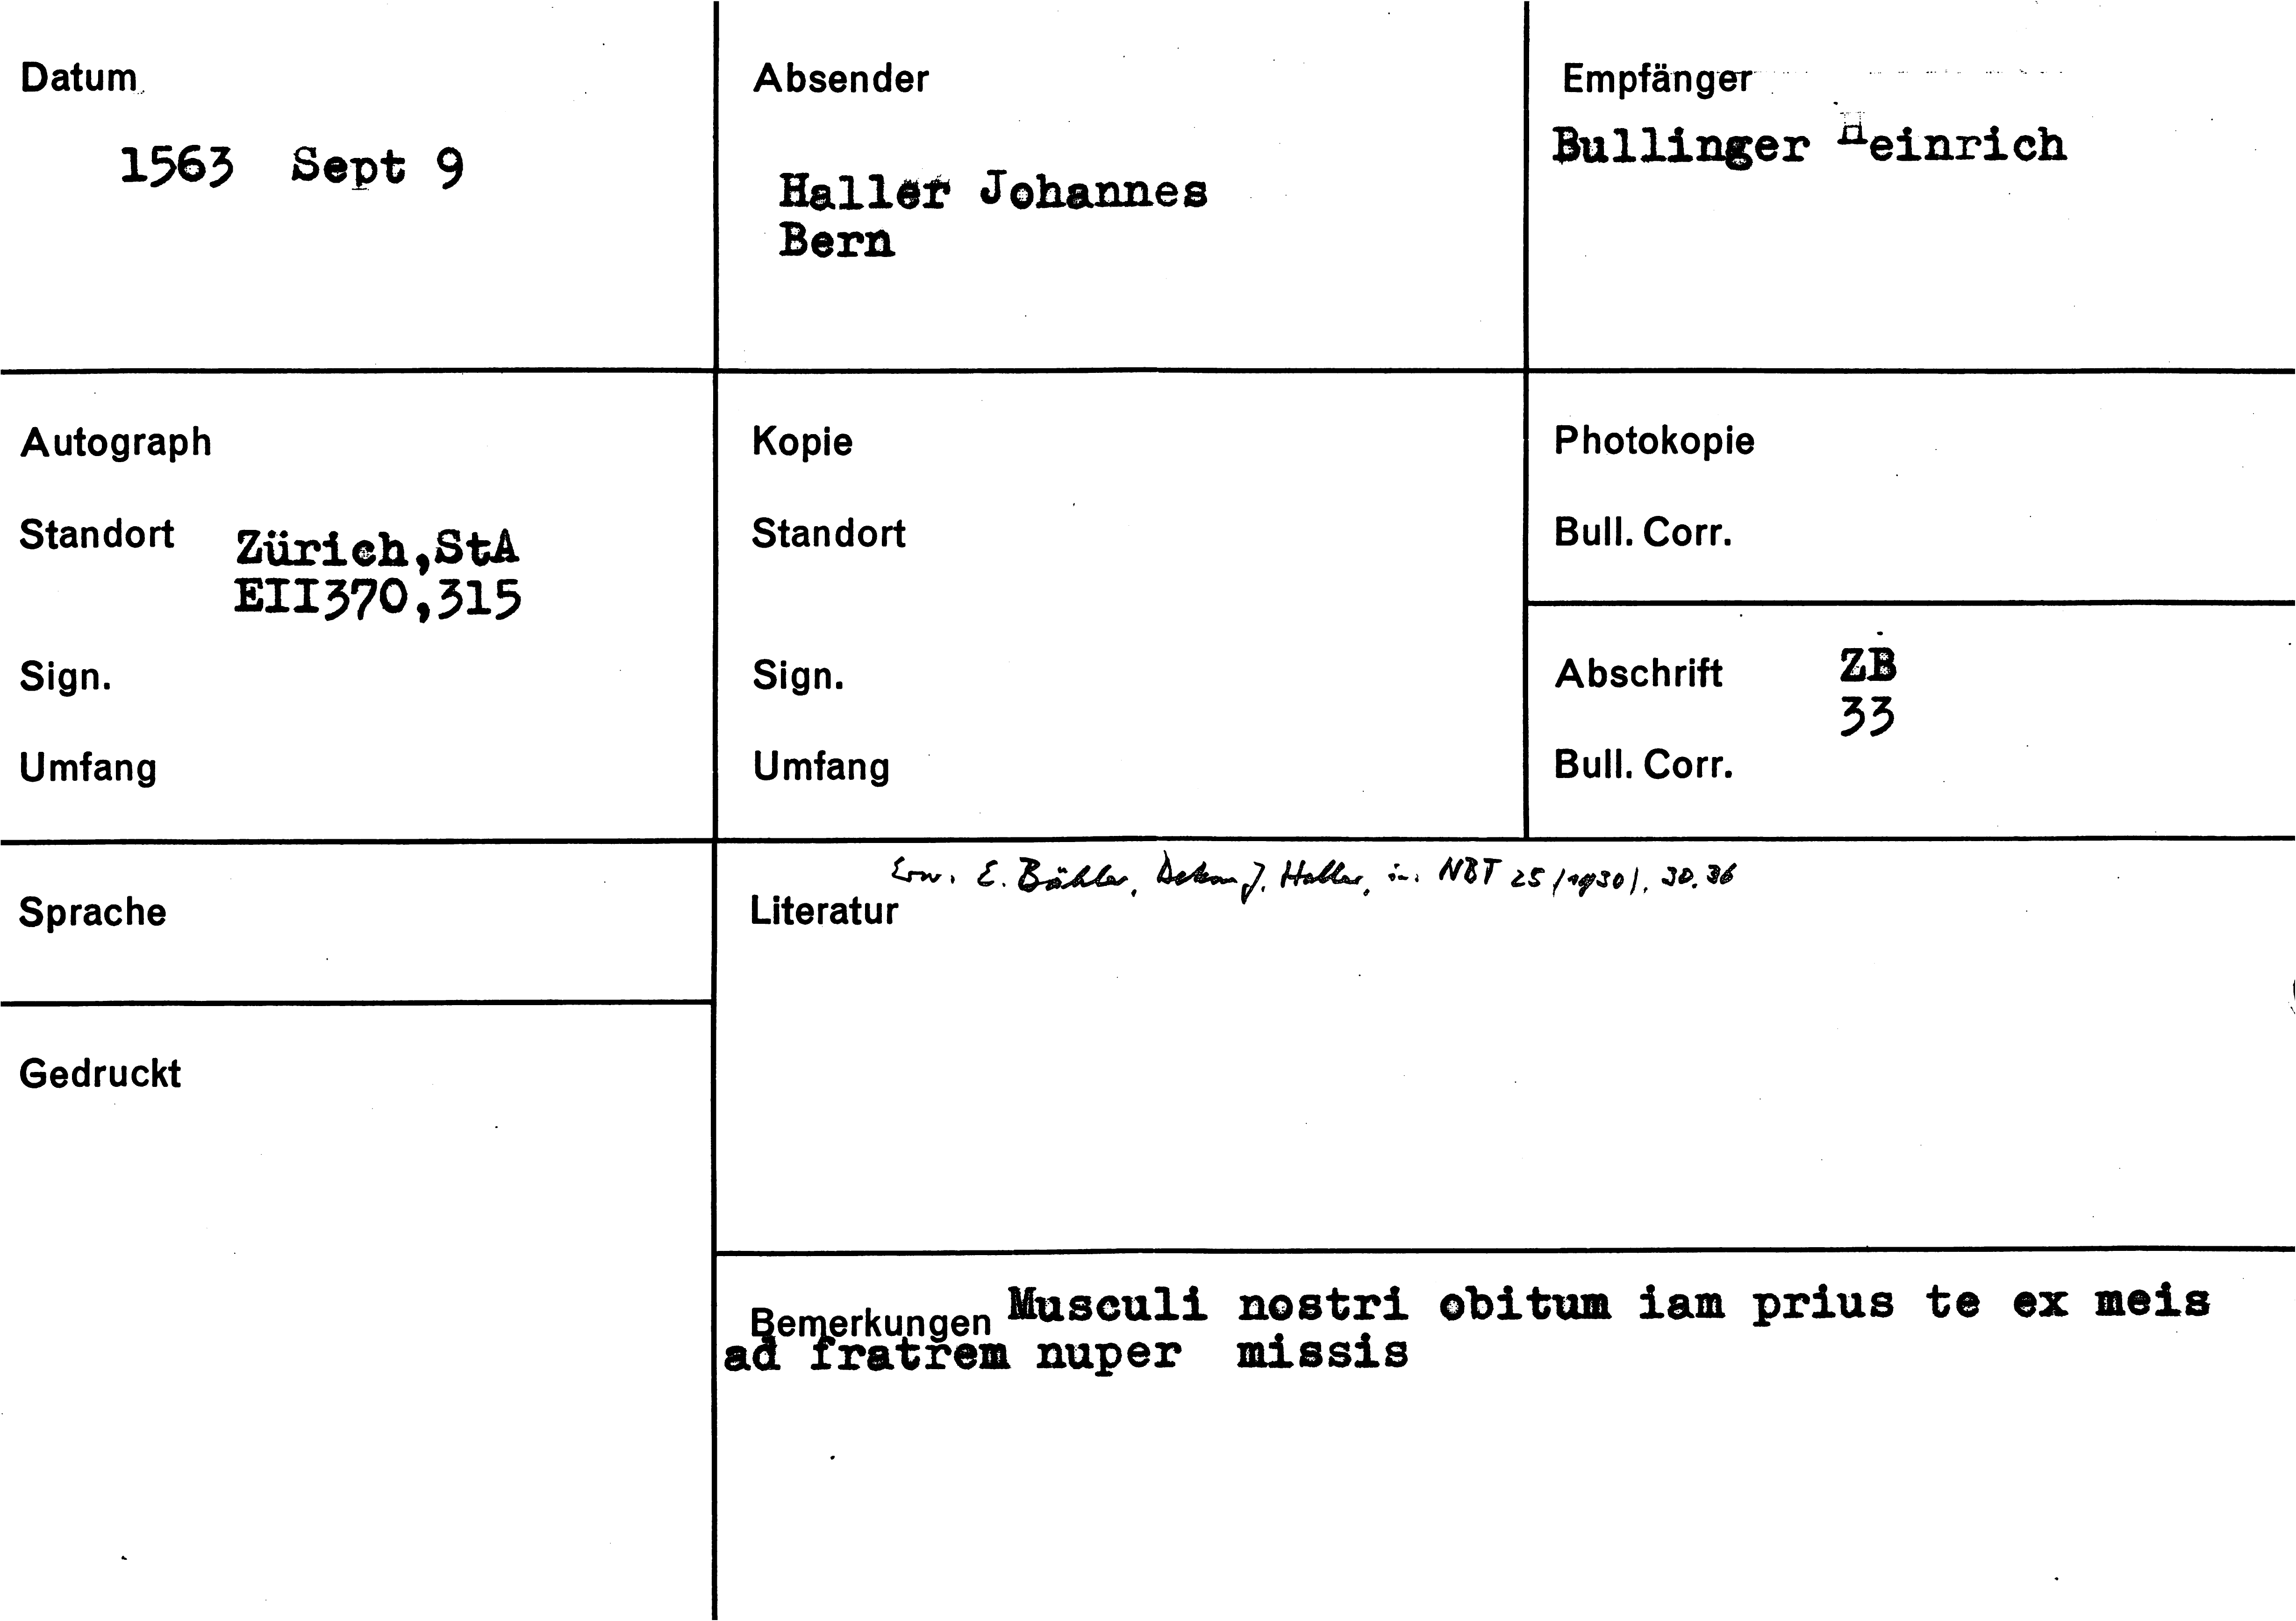 Datum
1563 Sept 9
Absender
Haller Johannes
Bern
Empfänger
Bullinger Heinrich
Autograph
Standort Zürich,StA
EII370,315
Sign.
Umfang
Kopie
Standort
Sign.
Umfang
Photokopie
Bull. Corr.
Abschrift ZB
33
Bull. Corr.
Sprache
Gedruckt
Erw. E. Bähler, Dekan J. Haller, in: NBT 25 (1930), 30.36
Literatur
Bemerkungen Musculi nostri obitum iam prius te ex meis
ad fratrem nuper missis